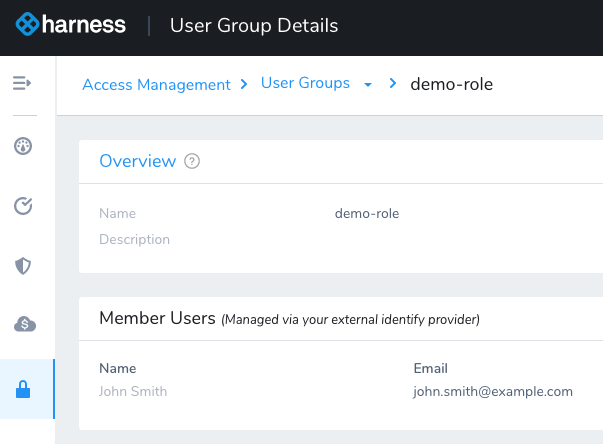 harness | User Group Details
Access Management > User Groups > demo-role
Overview ?
Name demo-role
Description
Member Users (Managed via your external identify provider)
Name Email
John Smith john.smith@example.com